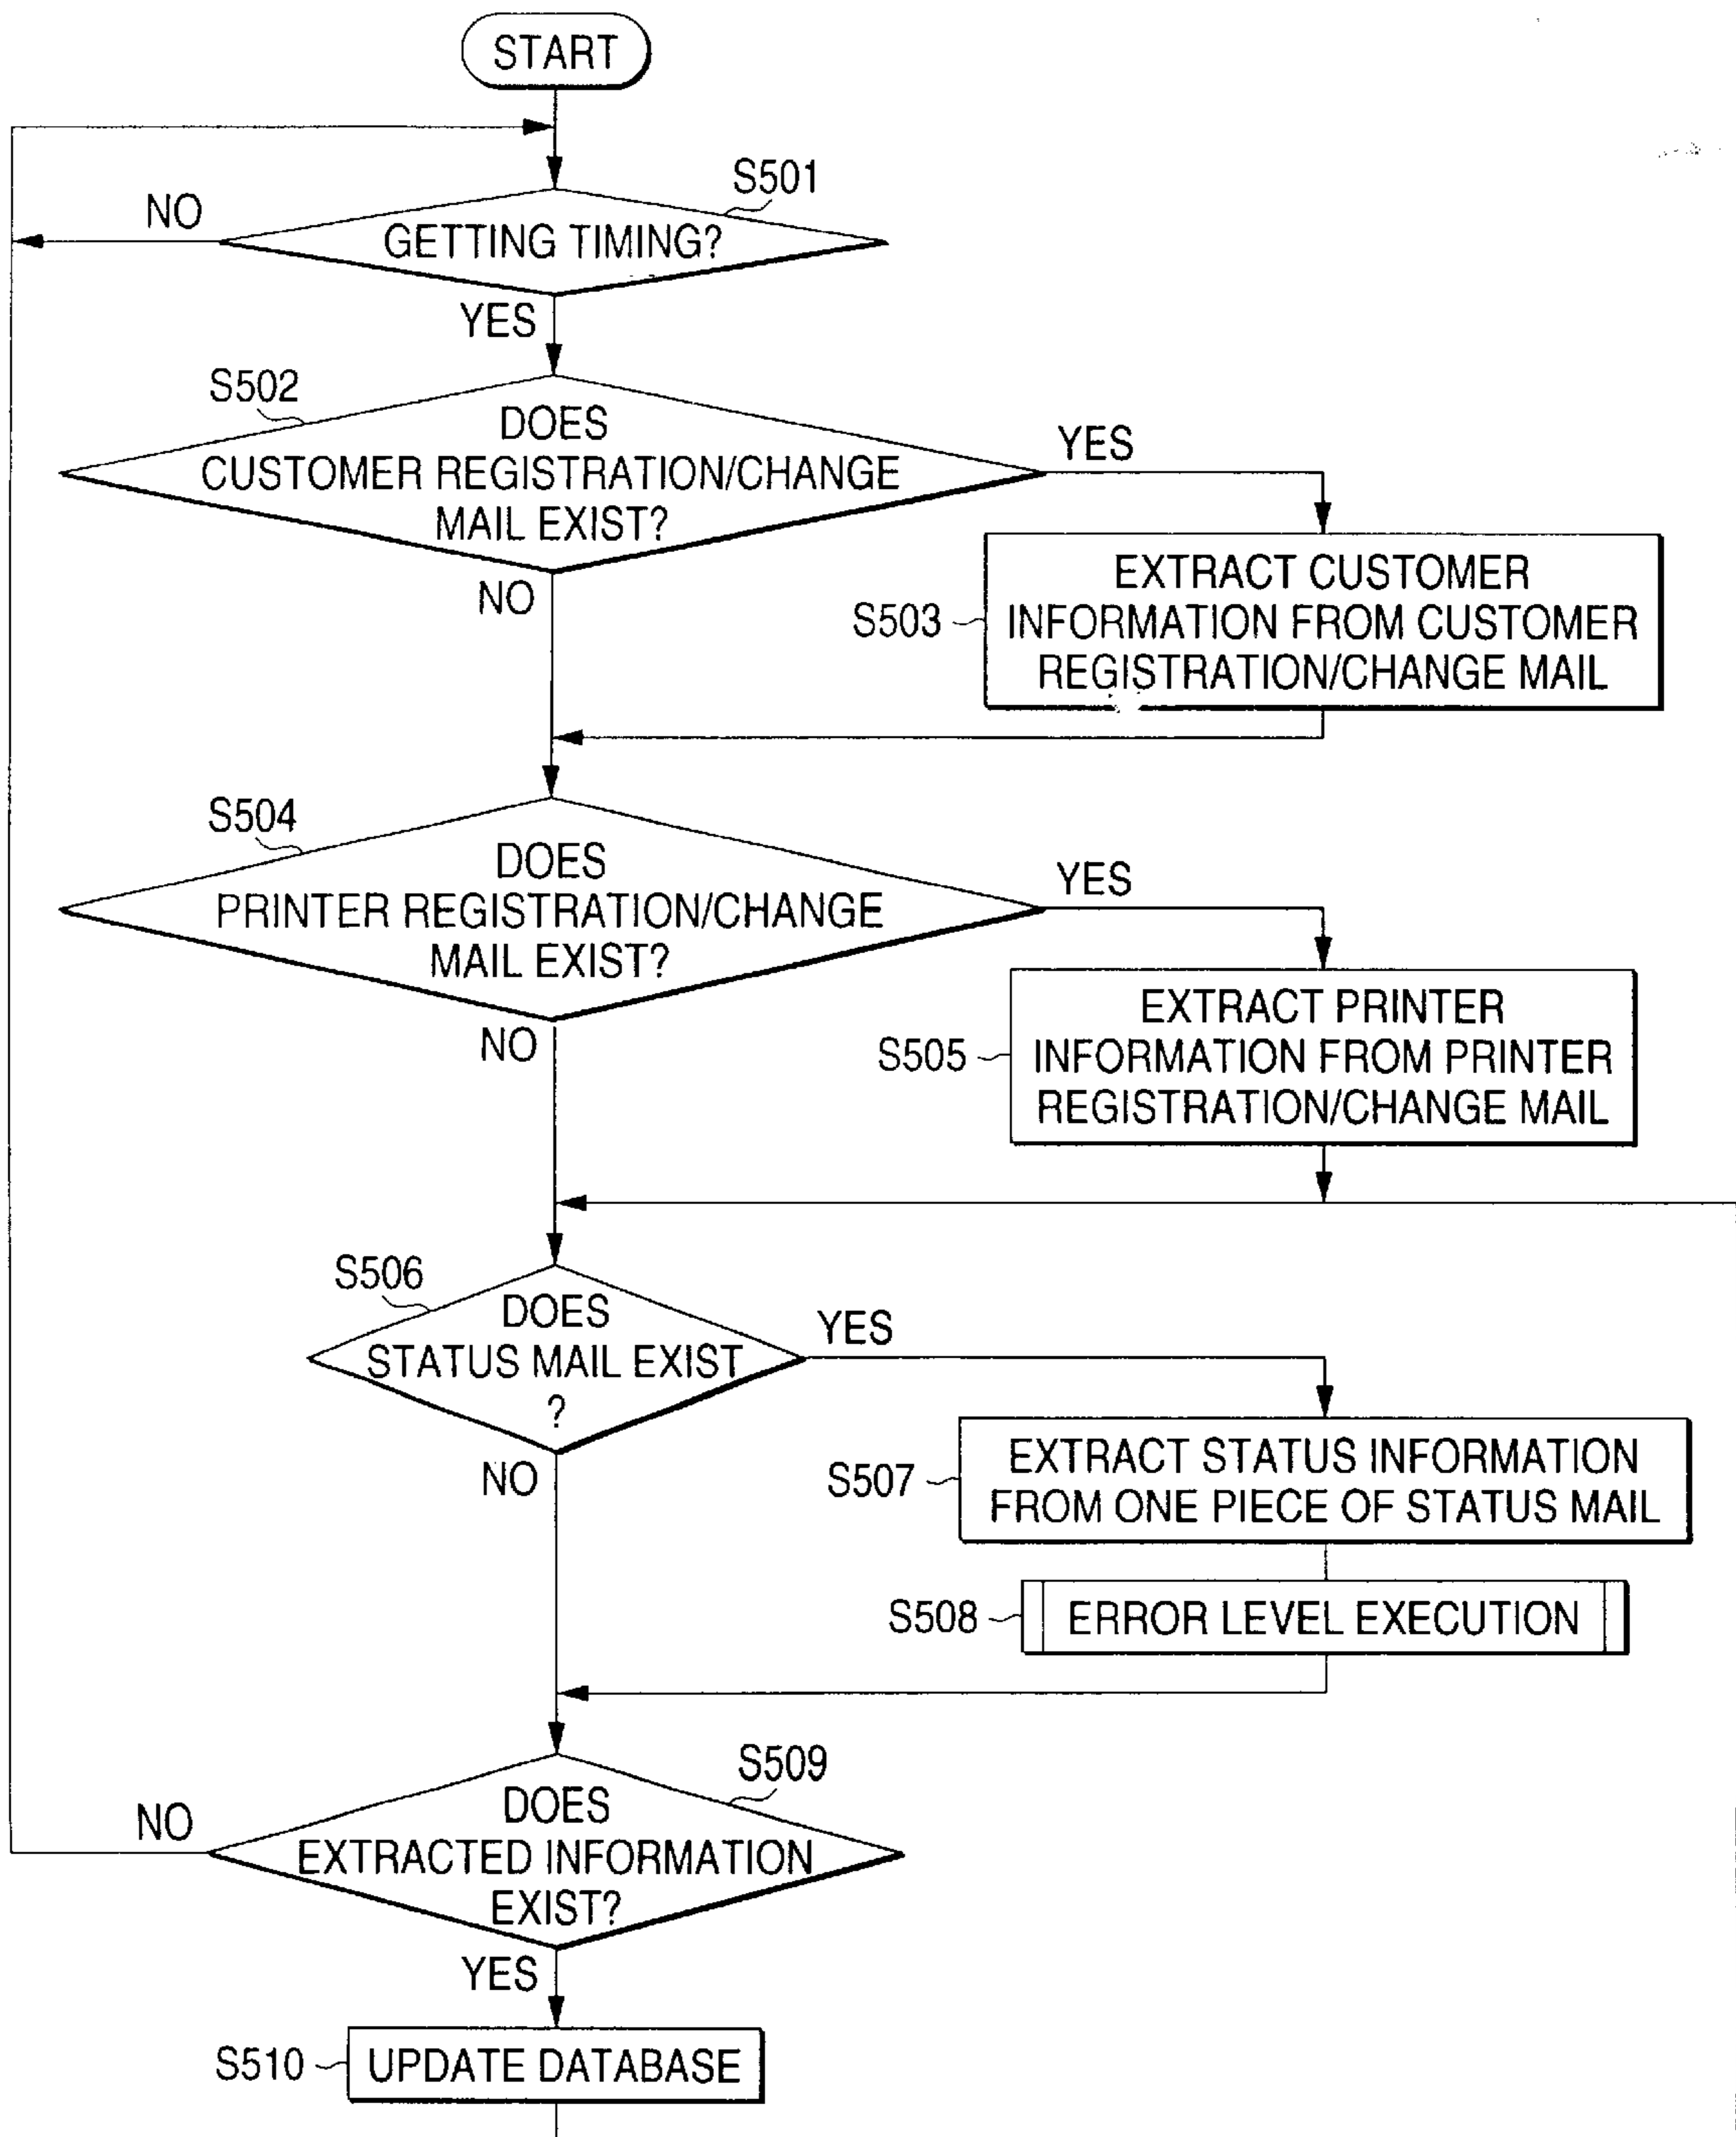 START
S501
NO
GETTING TIMING?
YES
S502
DOES
CUSTOMER REGISTRATION/CHANGE
MAIL EXIST?
YES
NO
S503
EXTRACT CUSTOMER
INFORMATION FROM CUSTOMER
REGISTRATION/CHANGE MAIL
S504
DOES
PRINTER REGISTRATION/CHANGE
MAIL EXIST?
YES
NO
S505
EXTRACT PRINTER
INFORMATION FROM PRINTER
REGISTRATION/CHANGE MAIL
S506
DOES
STATUS MAIL EXIST
?
YES
NO
S507
EXTRACT STATUS INFORMATION
FROM ONE PIECE OF STATUS MAIL
S508
ERROR LEVEL EXECUTION
S509
NO
DOES
EXTRACTED INFORMATION
EXIST?
YES
S510
UPDATE DATABASE